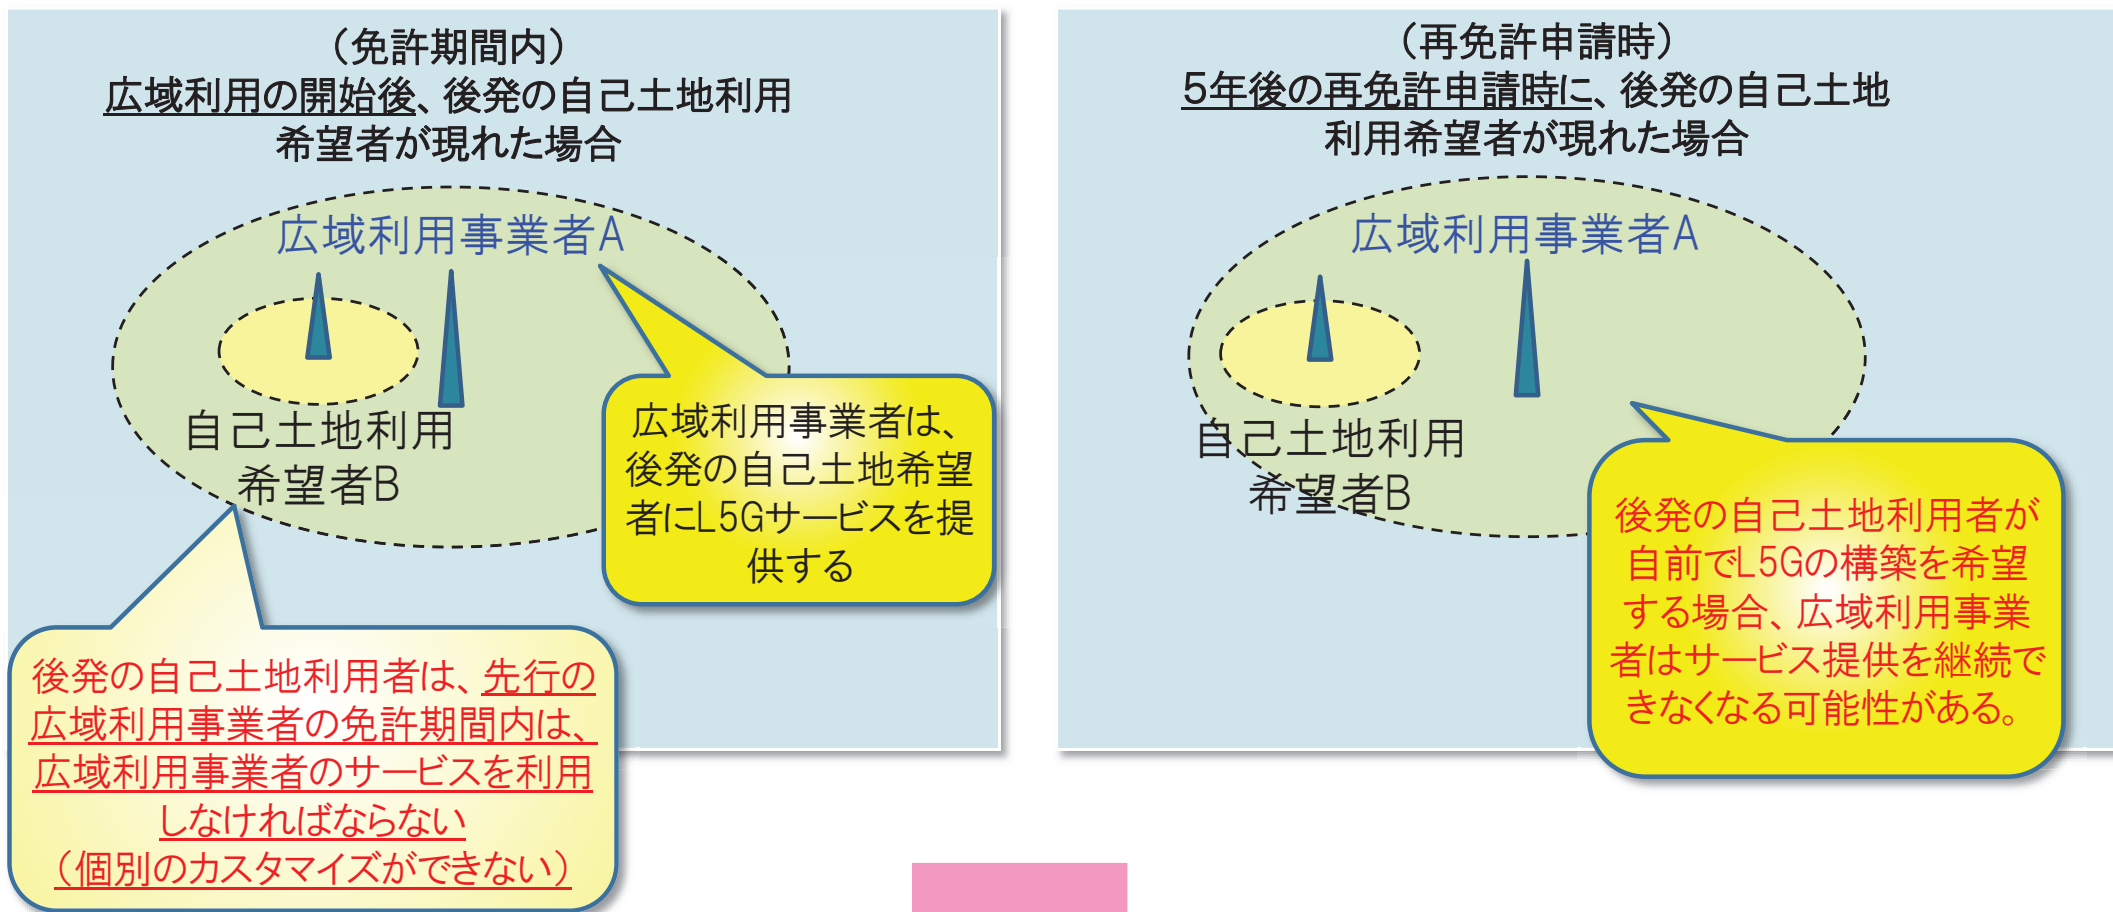 （免許期間内）
広域利用の開始後、後発の自己土地利用
希望者が現れた場合
広域利用事業者A
自己土地利用
希望者B
広域利用事業者は、
後発の自己土地希望
者にL5Gサービスを提
供する
後発の自己土地利用者は、先行の
広域利用事業者の免許期間内は、
広域利用事業者のサービスを利用
しなければならない
（個別のカスタマイズができない）
（再免許申請時）
5年後の再免許申請時に、後発の自己土地
利用希望者が現れた場合
広域利用事業者A
自己土地利用
希望者B
後発の自己土地利用者が
自前でL5Gの構築を希望
する場合、広域利用事業
者はサービス提供を継続で
きなくなる可能性がある。